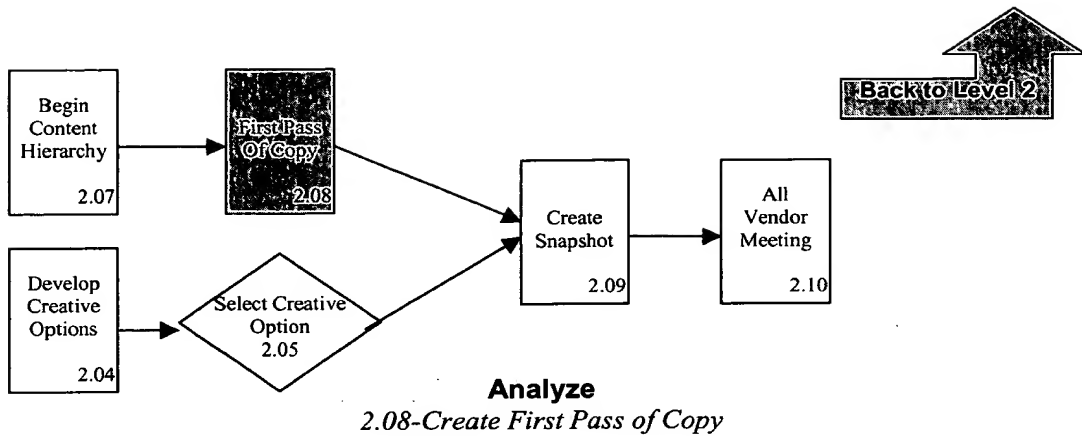 Back to Level 2
Begin
Content
Hierarchy
2.07
First Pass
Of Copy
2.08
Create
Snapshot
2.09
All
Vendor
Meeting
2.10
Develop
Creative
Options
2.04
Select Creative
Option
2.05
Analyze
2.08-Create First Pass of Copy